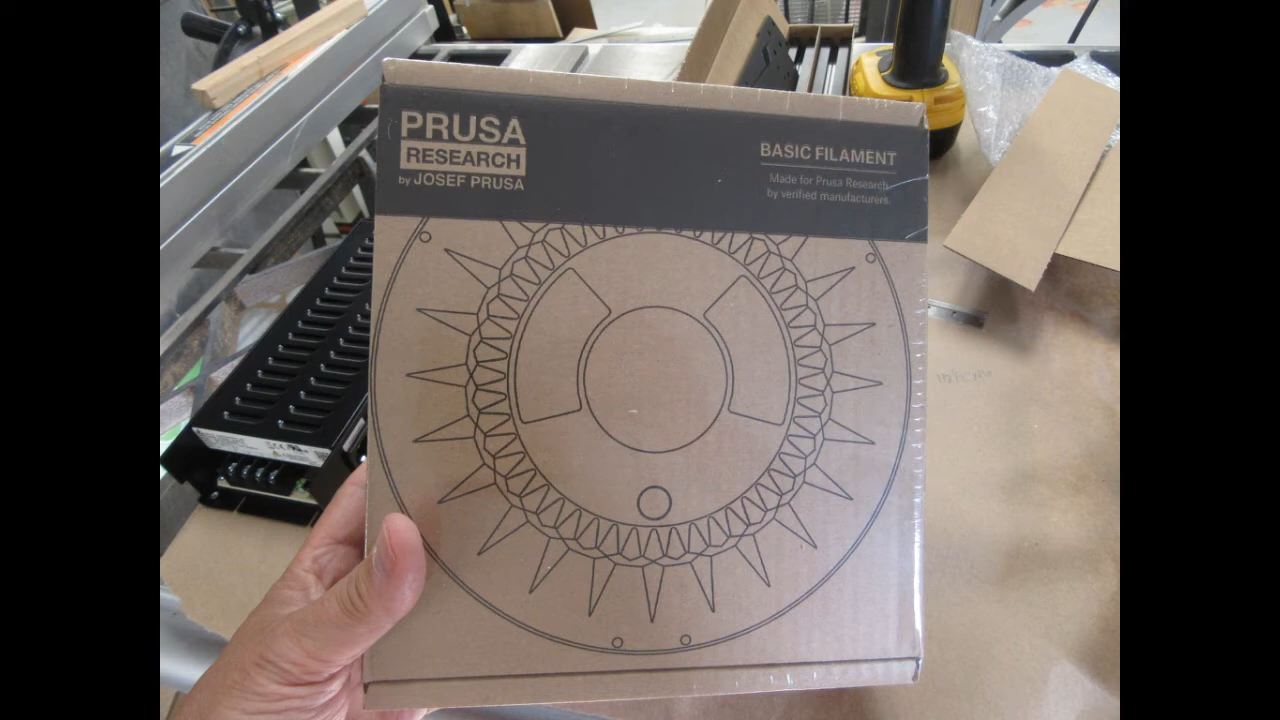 PRUSA
RESEARCH
by JOSEF PRUSA
BASIC FILAMENT
Made for Prusa Research
by verified manufacturers.